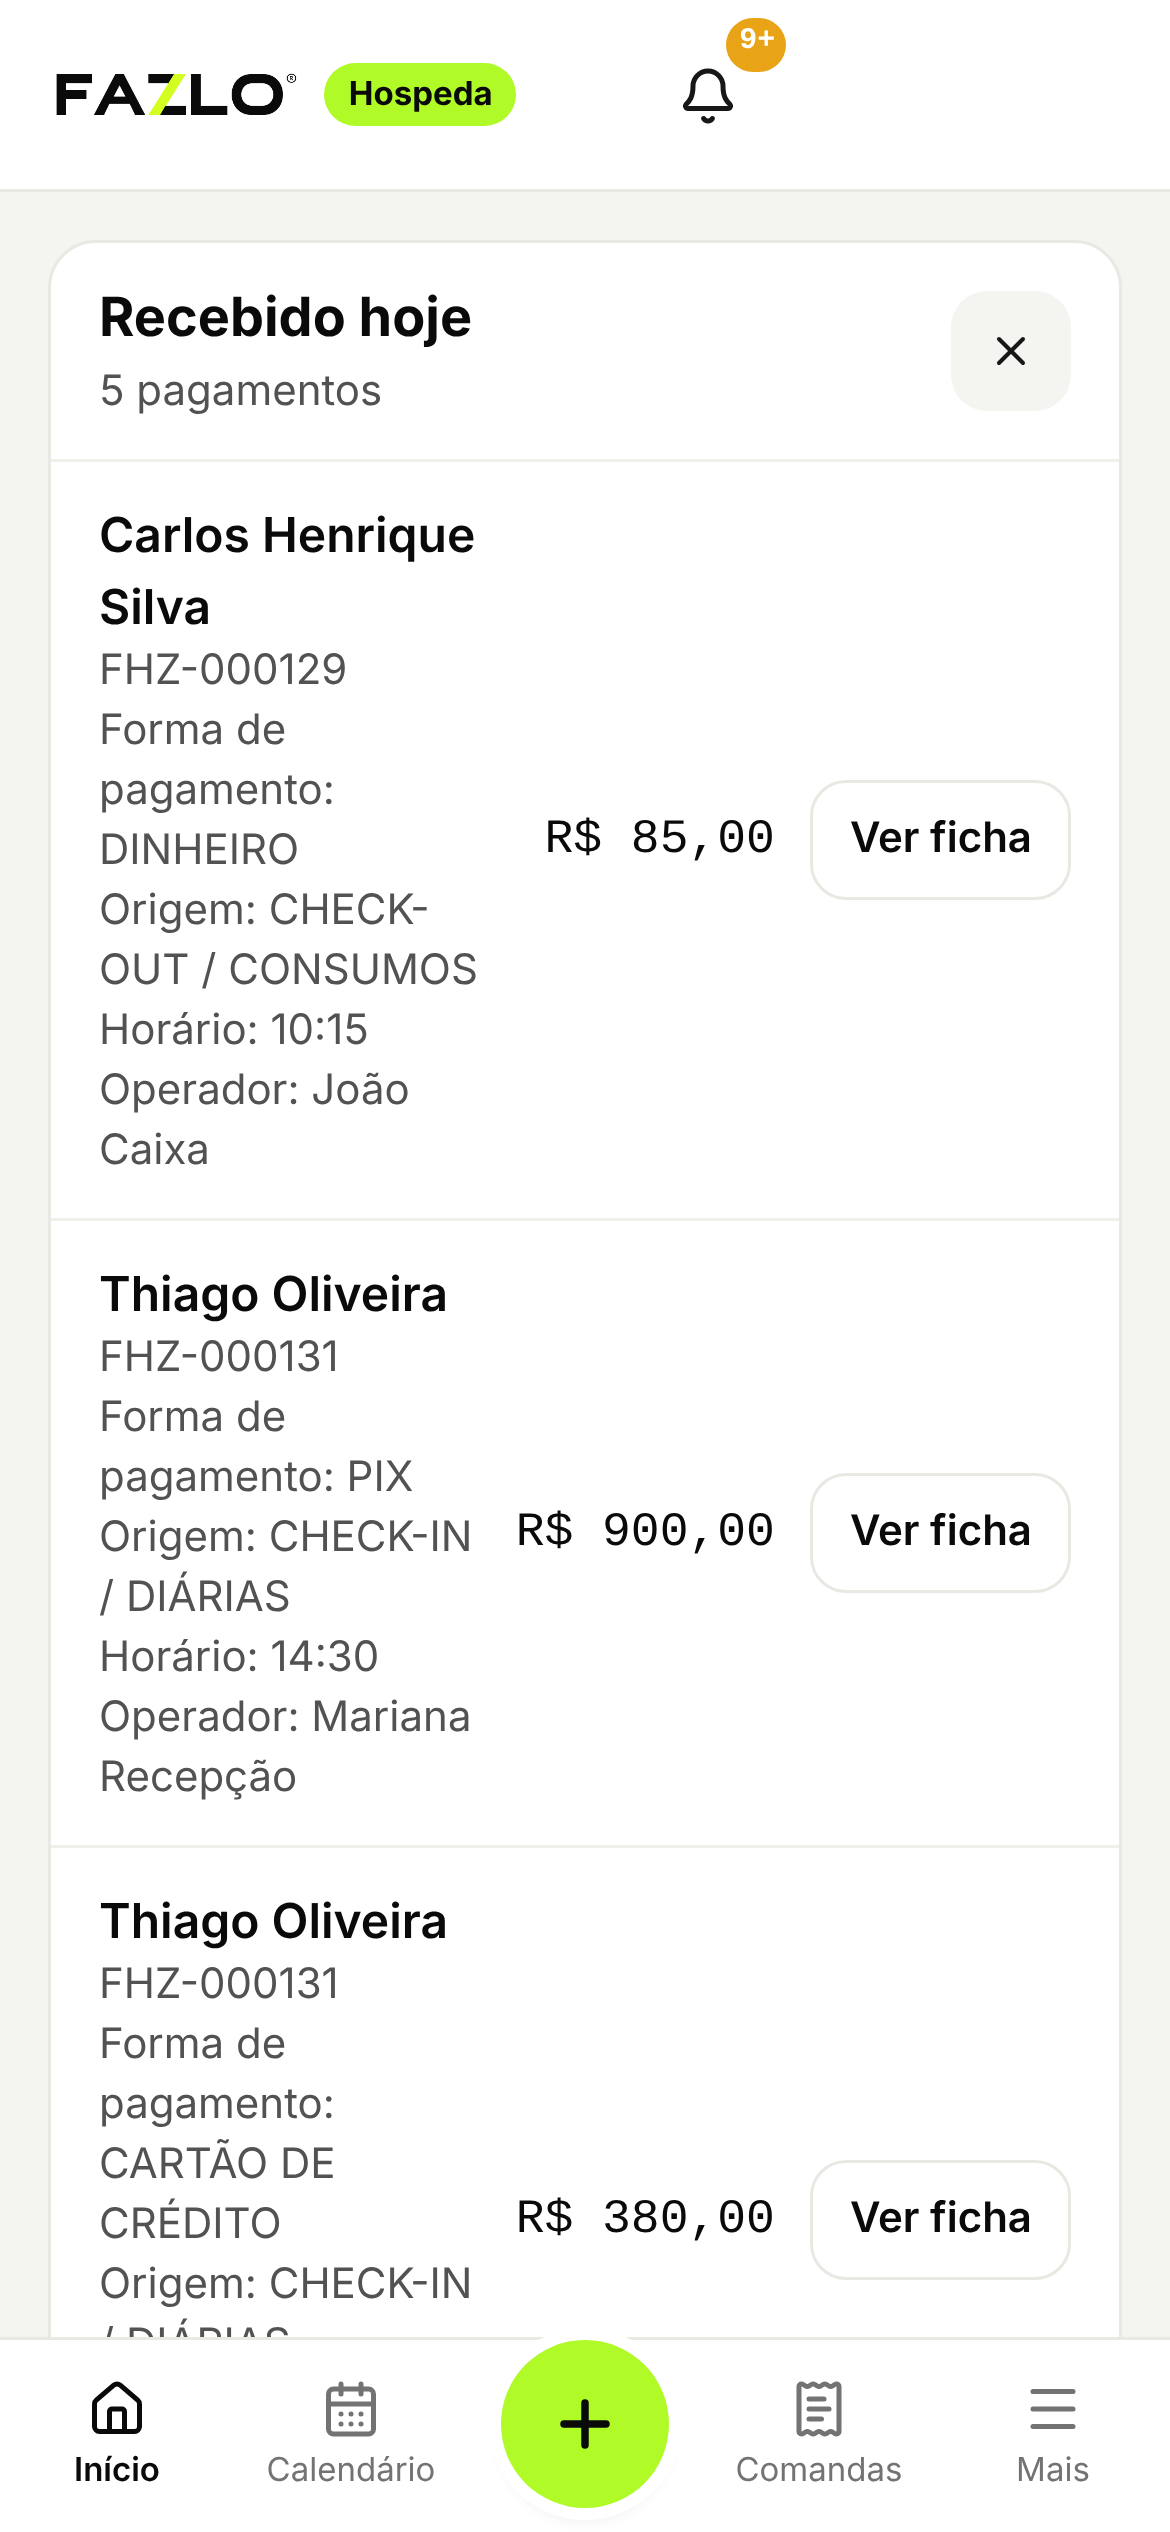 FAZLO®
Hospeda
9+
Recebido hoje
5 pagamentos
Carlos Henrique
Silva
FHZ-000129
Forma de
pagamento:
DINHEIRO
Origem: CHECK-
OUT / CONSUMOS
Horário: 10:15
Operador: João
Caixa
R$ 85,00
Ver ficha
Thiago Oliveira
FHZ-000131
Forma de
pagamento: PIX
Origem: CHECK-IN
/ DIÁRIAS
Horário: 14:30
Operador: Mariana
Recepção
R$ 900,00
Ver ficha
Thiago Oliveira
FHZ-000131
Forma de
pagamento:
CARTÃO DE
CRÉDITO
Origem: CHECK-IN
/ DIÁRIAS
R$ 380,00
Ver ficha
Início
Calendário
Comandas
Mais